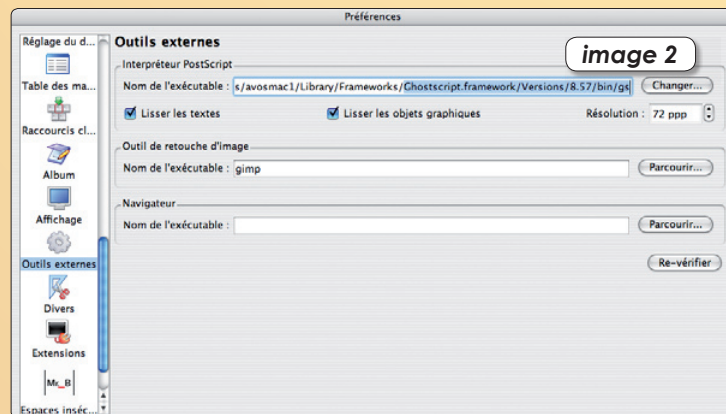 Préférences
image 2
Réglage du d...
Table des ma...
Raccourcis cl...
Album
Affichage
Outils externes
Divers
Extensions
Mx_B
Espaces inséc...
Outils externes
Interpréteur PostScript
Nom de l'exécutable : s/avosmac1/Library/Frameworks/Ghostscript.framework/Versions/8.57/bin/gs Changer...
Lisser les textes Lisser les objets graphiques Résolution : 72 ppp
Outil de retouche d'image
Nom de l'exécutable : gimp Parcourir...
Navigateur
Nom de l'exécutable : Parcourir...
Re-vérifier